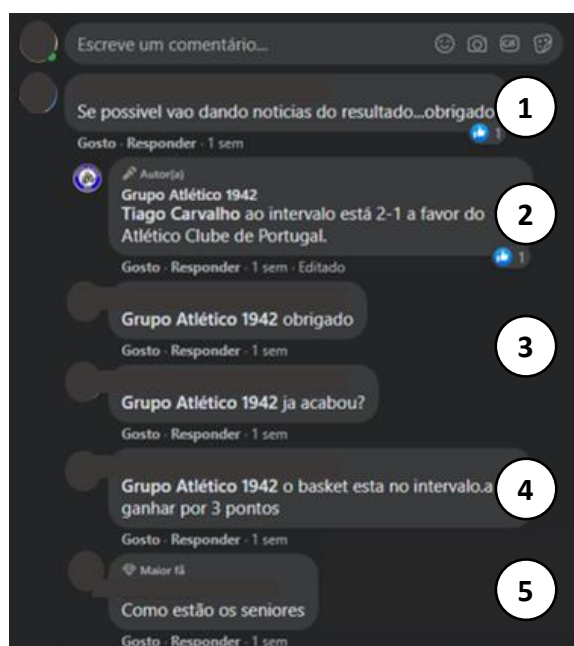 Escreve um comentário...
Se possivel vao dando noticias do resultado...obrigado
1
1
Gosto · Responder · 1 sem
Autor(a)
Grupo Atlético 1942
Tiago Carvalho ao intervalo está 2-1 a favor do
2
Atlético Clube de Portugal.
1
Gosto · Responder · 1 sem · Editado
Grupo Atlético 1942 obrigado
3
Gosto · Responder · 1 sem
Grupo Atlético 1942 ja acabou?
Gosto · Responder · 1 sem
Grupo Atlético 1942 o basket esta no intervalo.a
4
ganhar por 3 pontos
Gosto · Responder · 1 sem
Maior fã
5
Como estão os seniores
Gosto · Responder · 1 sem